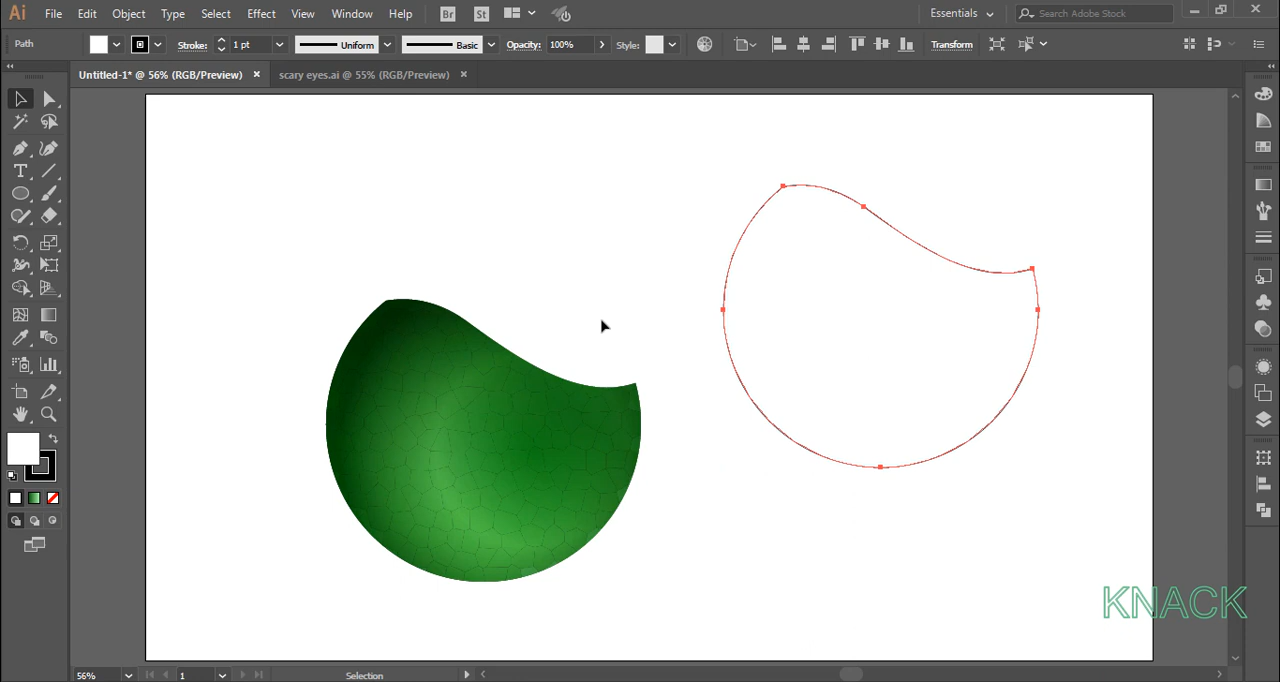 Ai File Edit Object Type Select Effect View Window Help Br St Essentials Search Adobe Stock
Path Stroke: 1 pt Uniform Basic Opacity: 100% Style: Transform
Untitled-1* @ 56% (RGB/Preview) × scary eyes.ai @ 55% (RGB/Preview) ×
KNACK
56% 1 Selection